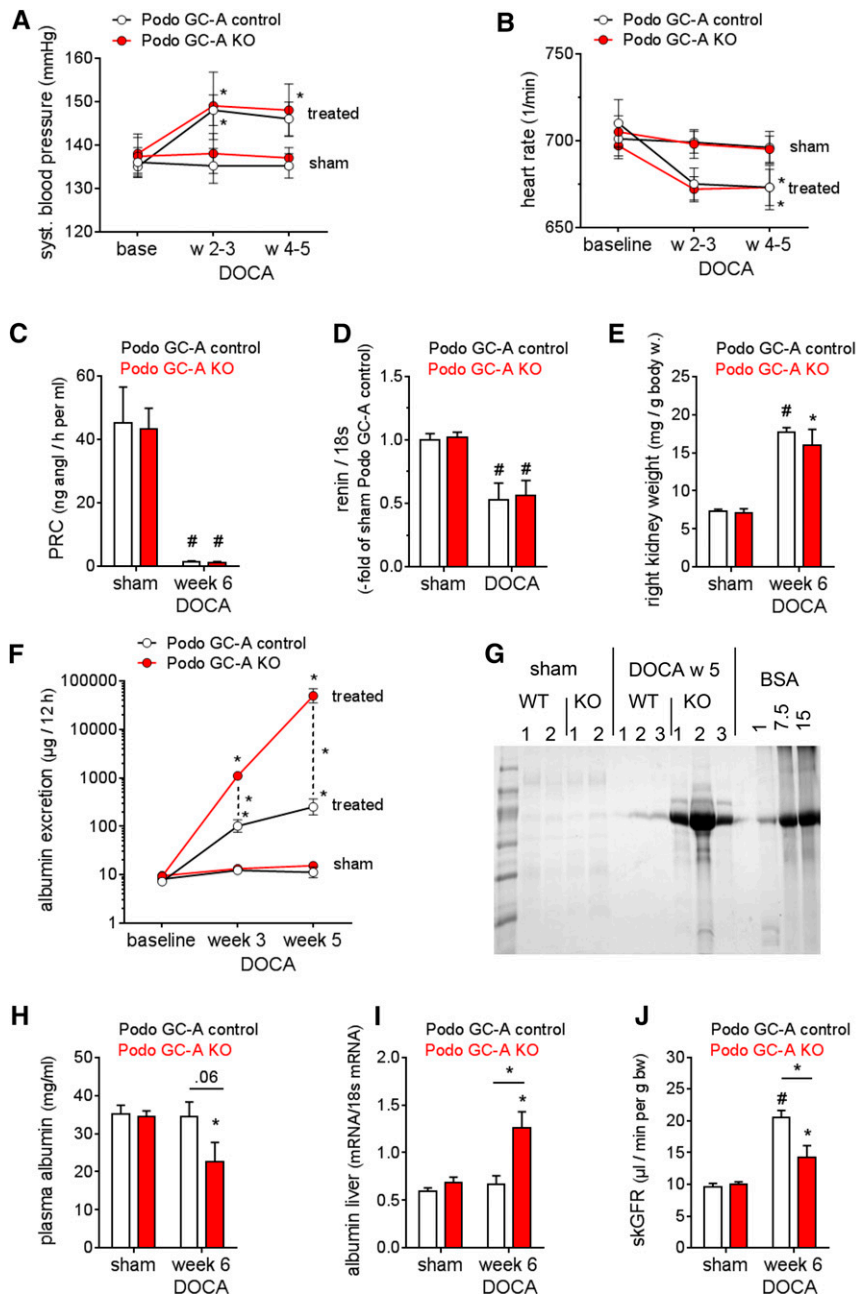 A
Podo GC-A control
Podo GC-A KO
syst. blood pressure (mmHg)
160
150
140
130
120
*
*
*
treated
sham
base
w 2-3
w 4-5
DOCA
B
Podo GC-A control
Podo GC-A KO
heart rate (1/min)
750
700
650
sham
*
treated
*
baseline
w 2-3
w 4-5
DOCA
C
Podo GC-A control
Podo GC-A KO
PRC (ng angI / h per ml)
60
40
20
0
# #
sham
week 6
DOCA
D
Podo GC-A control
Podo GC-A KO
renin / 18s
(-fold of sham Podo GC-A control)
1.5
1.0
0.5
0.0
# #
sham
DOCA
E
Podo GC-A control
Podo GC-A KO
right kidney weight (mg / g body w.)
25
20
15
10
5
0
# *
sham
week 6
DOCA
F
Podo GC-A control
Podo GC-A KO
albumin excretion (µg / 12 h)
100000
10000
1000
100
10
1
*
treated
*
*
*
*
*
treated
sham
baseline
week 3
week 5
DOCA
G
sham
DOCA w 5
BSA
WT
KO
WT
KO
1 2 1 2 1 2 3 1 2 3
1
7.5
15
H
Podo GC-A control
Podo GC-A KO
plasma albumin (mg/ml)
50
40
30
20
10
0
.06
*
sham
week 6
DOCA
I
Podo GC-A control
Podo GC-A KO
albumin liver (mRNA/18s mRNA)
2.0
1.5
1.0
0.5
0.0
*
*
sham
week 6
DOCA
J
Podo GC-A control
Podo GC-A KO
skGFR (µl / min per g bw)
30
25
20
15
10
5
0
*
#
*
sham
week 6
DOCA